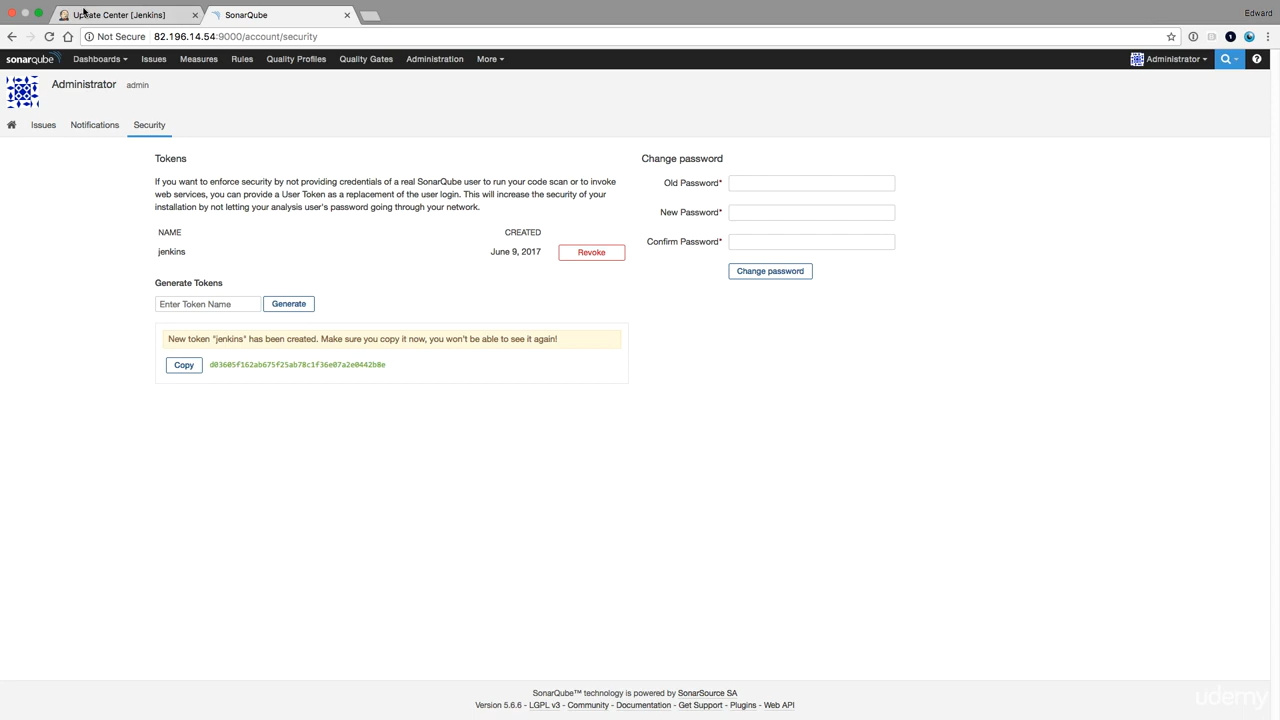 Update Center [Jenkins]
SonarQube
Edward
Not Secure
82.196.14.54:9000/account/security
sonarqube
Dashboards
Issues
Measures
Rules
Quality Profiles
Quality Gates
Administration
More
Administrator
Administrator
admin
Issues
Notifications
Security
Tokens
If you want to enforce security by not providing credentials of a real SonarQube user to run your code scan or to invoke
web services, you can provide a User Token as a replacement of the user login. This will increase the security of your
installation by not letting your analysis user's password going through your network.
NAME
CREATED
jenkins
June 9, 2017
Revoke
Generate Tokens
Enter Token Name
Generate
New token "jenkins" has been created. Make sure you copy it now, you won't be able to see it again!
Copy
d03605f162ab675f25ab78c1f36e07a2e0442b8e
Change password
Old Password*
New Password*
Confirm Password*
Change password
SonarQube™ technology is powered by SonarSource SA
Version 5.6.6 - LGPL v3 - Community - Documentation - Get Support - Plugins - Web API
udemy